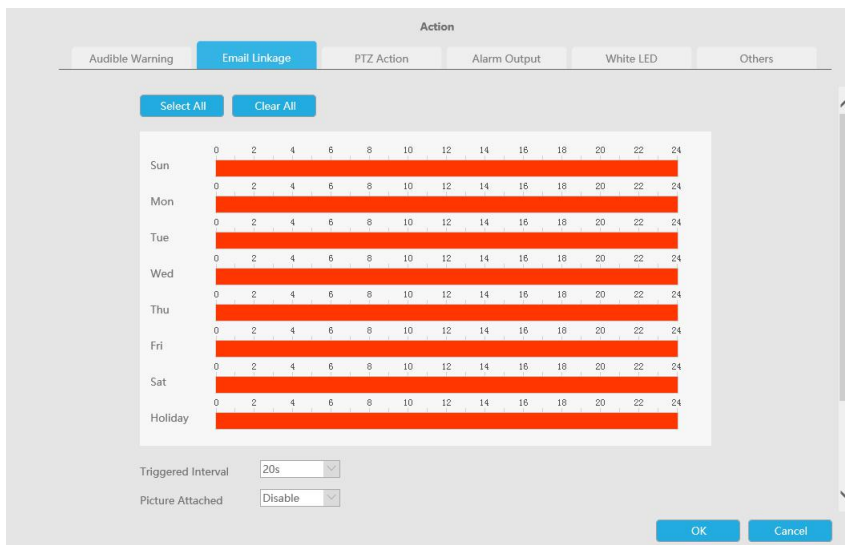 Action
Audible Warning Email Linkage PTZ Action Alarm Output White LED Others
Select All Clear All
0 2 4 6 8 10 12 14 16 18 20 22 24
Sun
0 2 4 6 8 10 12 14 16 18 20 22 24
Mon
0 2 4 6 8 10 12 14 16 18 20 22 24
Tue
0 2 4 6 8 10 12 14 16 18 20 22 24
Wed
0 2 4 6 8 10 12 14 16 18 20 22 24
Thu
0 2 4 6 8 10 12 14 16 18 20 22 24
Fri
0 2 4 6 8 10 12 14 16 18 20 22 24
Sat
0 2 4 6 8 10 12 14 16 18 20 22 24
Holiday
Triggered Interval 20s
Picture Attached Disable
OK Cancel